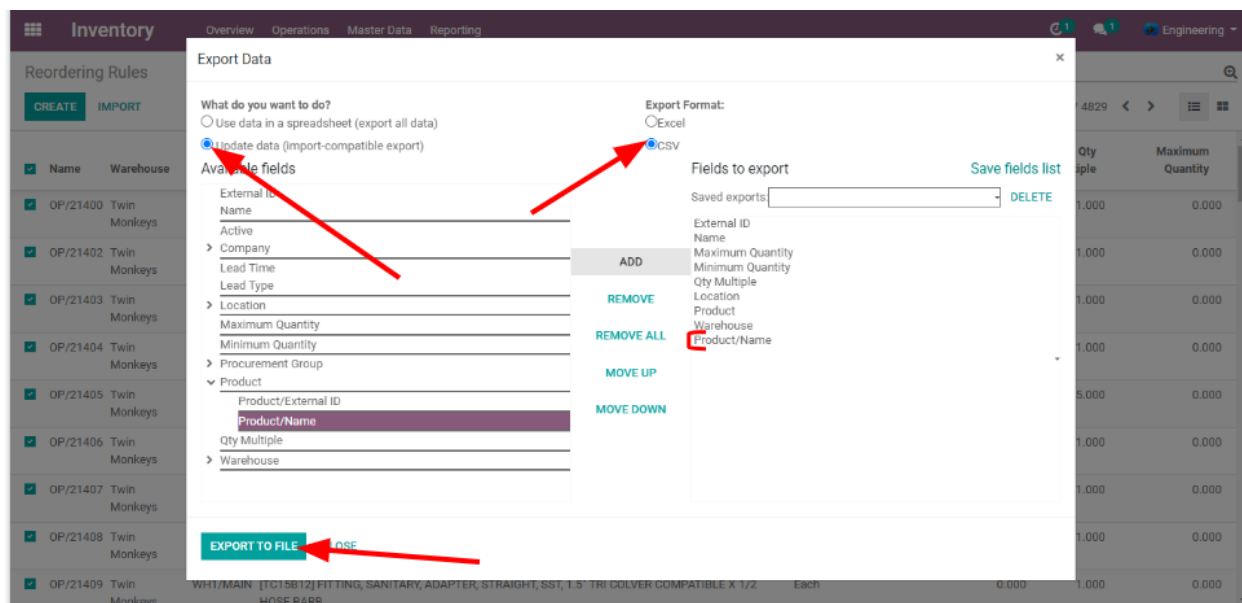 Inventory Overview Operations Master Data Reporting 1 1 Engineering
Reordering Rules
CREATE IMPORT 4829
Name Warehouse Qty Maximum
iple Quantity
Export Data ×
What do you want to do? Export Format:
Use data in a spreadsheet (export all data) Excel
Update data (import-compatible export) CSV
Available fields Fields to export Save fields list
Saved exports: DELETE
External ID
Name
Active
Company
Lead Time
Lead Type
Location
Maximum Quantity
Minimum Quantity
Procurement Group
Product
Product/External ID
Product/Name
Qty Multiple
Warehouse
ADD
REMOVE
REMOVE ALL
MOVE UP
MOVE DOWN
External ID
Name
Maximum Quantity
Minimum Quantity
Qty Multiple
Location
Product
Warehouse
Product/Name
EXPORT TO FILE LOSE
OP/21400 Twin 1.000 0.000
Monkeys
OP/21402 Twin 1.000 0.000
Monkeys
OP/21403 Twin 1.000 0.000
Monkeys
OP/21404 Twin 1.000 0.000
Monkeys
OP/21405 Twin 5.000 0.000
Monkeys
OP/21406 Twin 1.000 0.000
Monkeys
OP/21407 Twin 1.000 0.000
Monkeys
OP/21408 Twin 1.000 0.000
Monkeys
OP/21409 Twin WH1/MAIN [TC15B12] FITTING, SANITARY, ADAPTER, STRAIGHT, SST, 1.5" TRI COLVER COMPATIBLE X 1/2 Each 0.000 1.000 0.000
Monkeys HOSE BARB